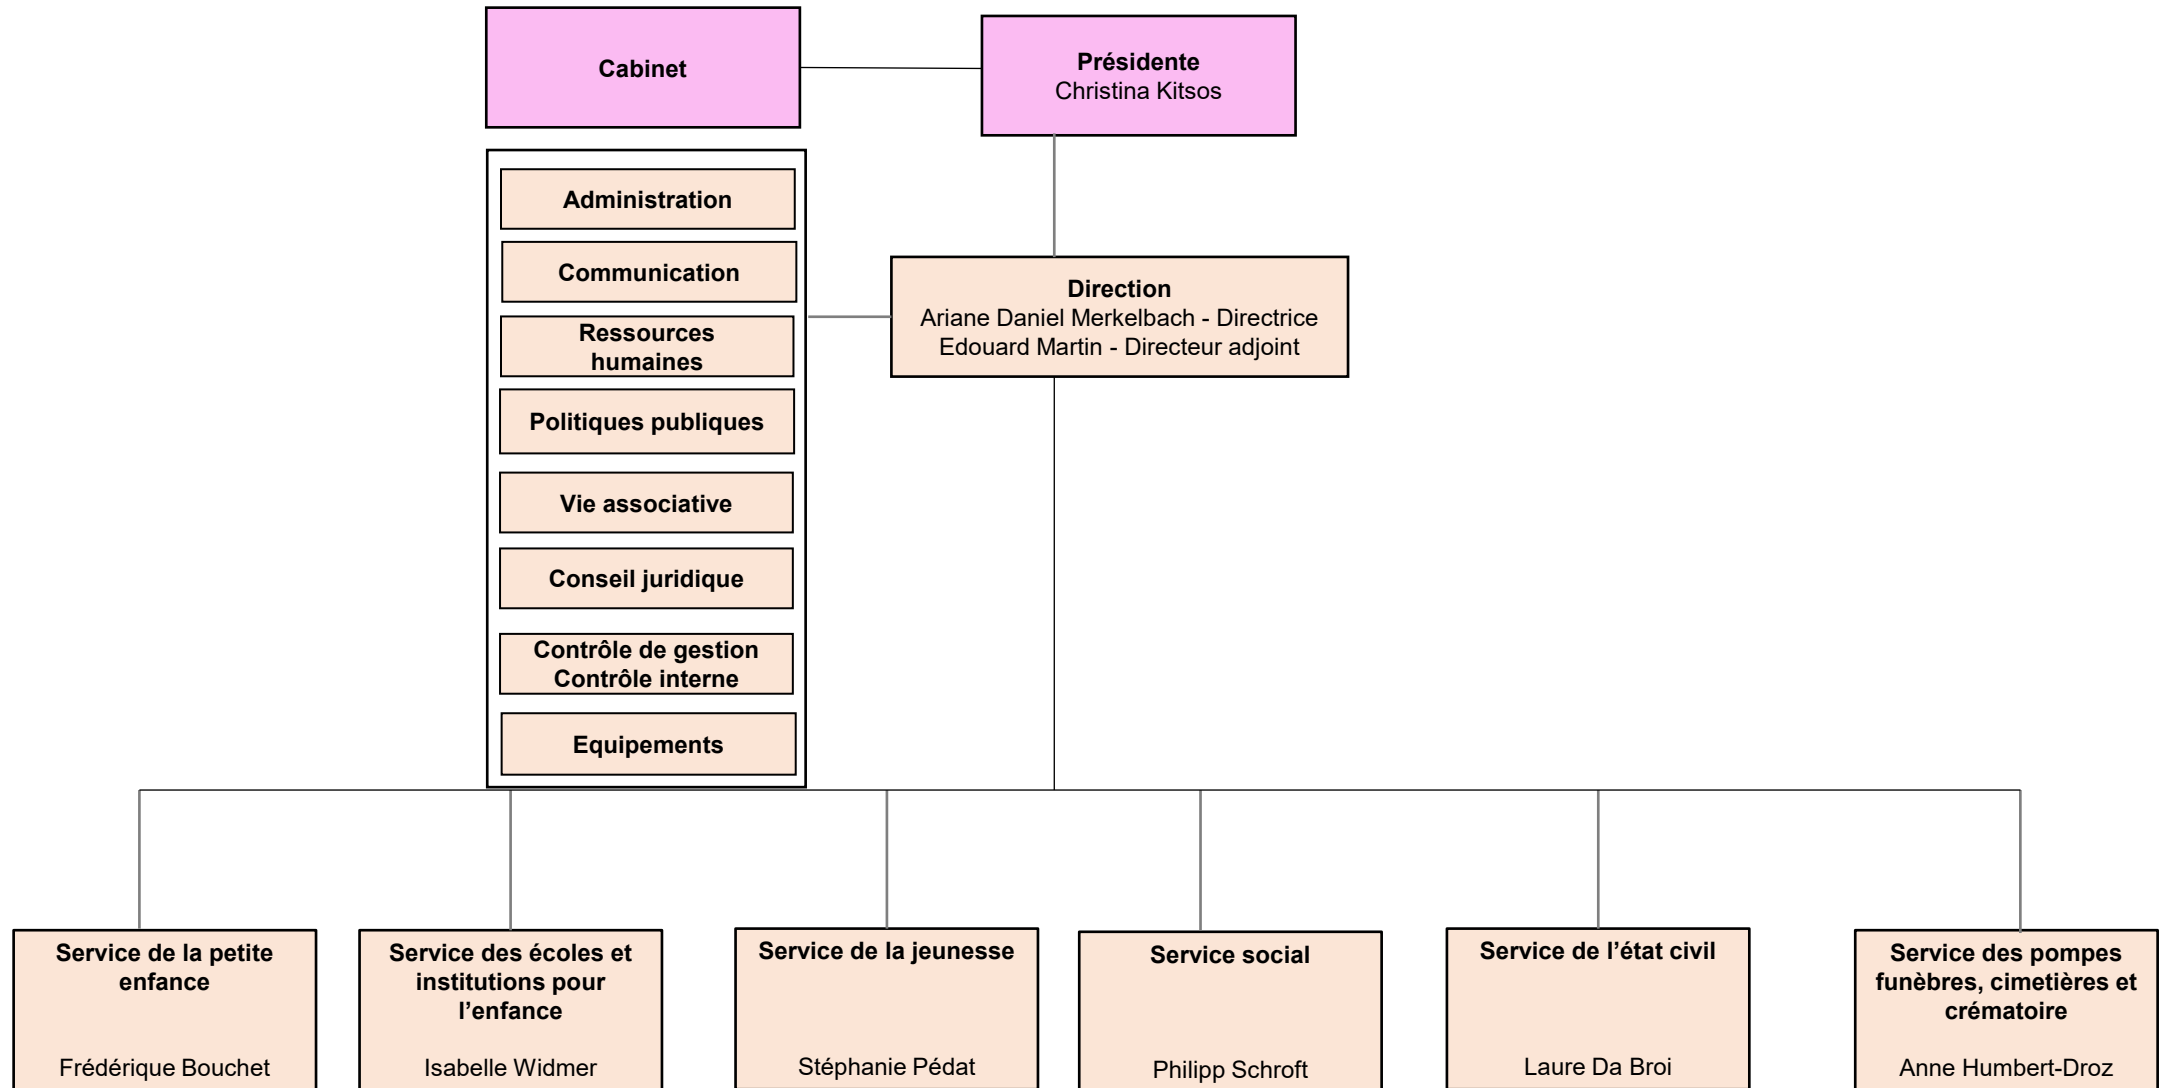 Cabinet
Présidente
Christina Kitsos
Administration
Communication
Ressources
humaines
Politiques publiques
Vie associative
Conseil juridique
Contrôle de gestion
Contrôle interne
Equipements
Direction
Ariane Daniel Merkelbach - Directrice
Edouard Martin - Directeur adjoint
Service de la petite
enfance
Frédérique Bouchet
Service des écoles et
institutions pour
l’enfance
Isabelle Widmer
Service de la jeunesse
Stéphanie Pédat
Service social
Philipp Schroft
Service de l’état civil
Laure Da Broi
Service des pompes
funèbres, cimetières et
crématoire
Anne Humbert-Droz